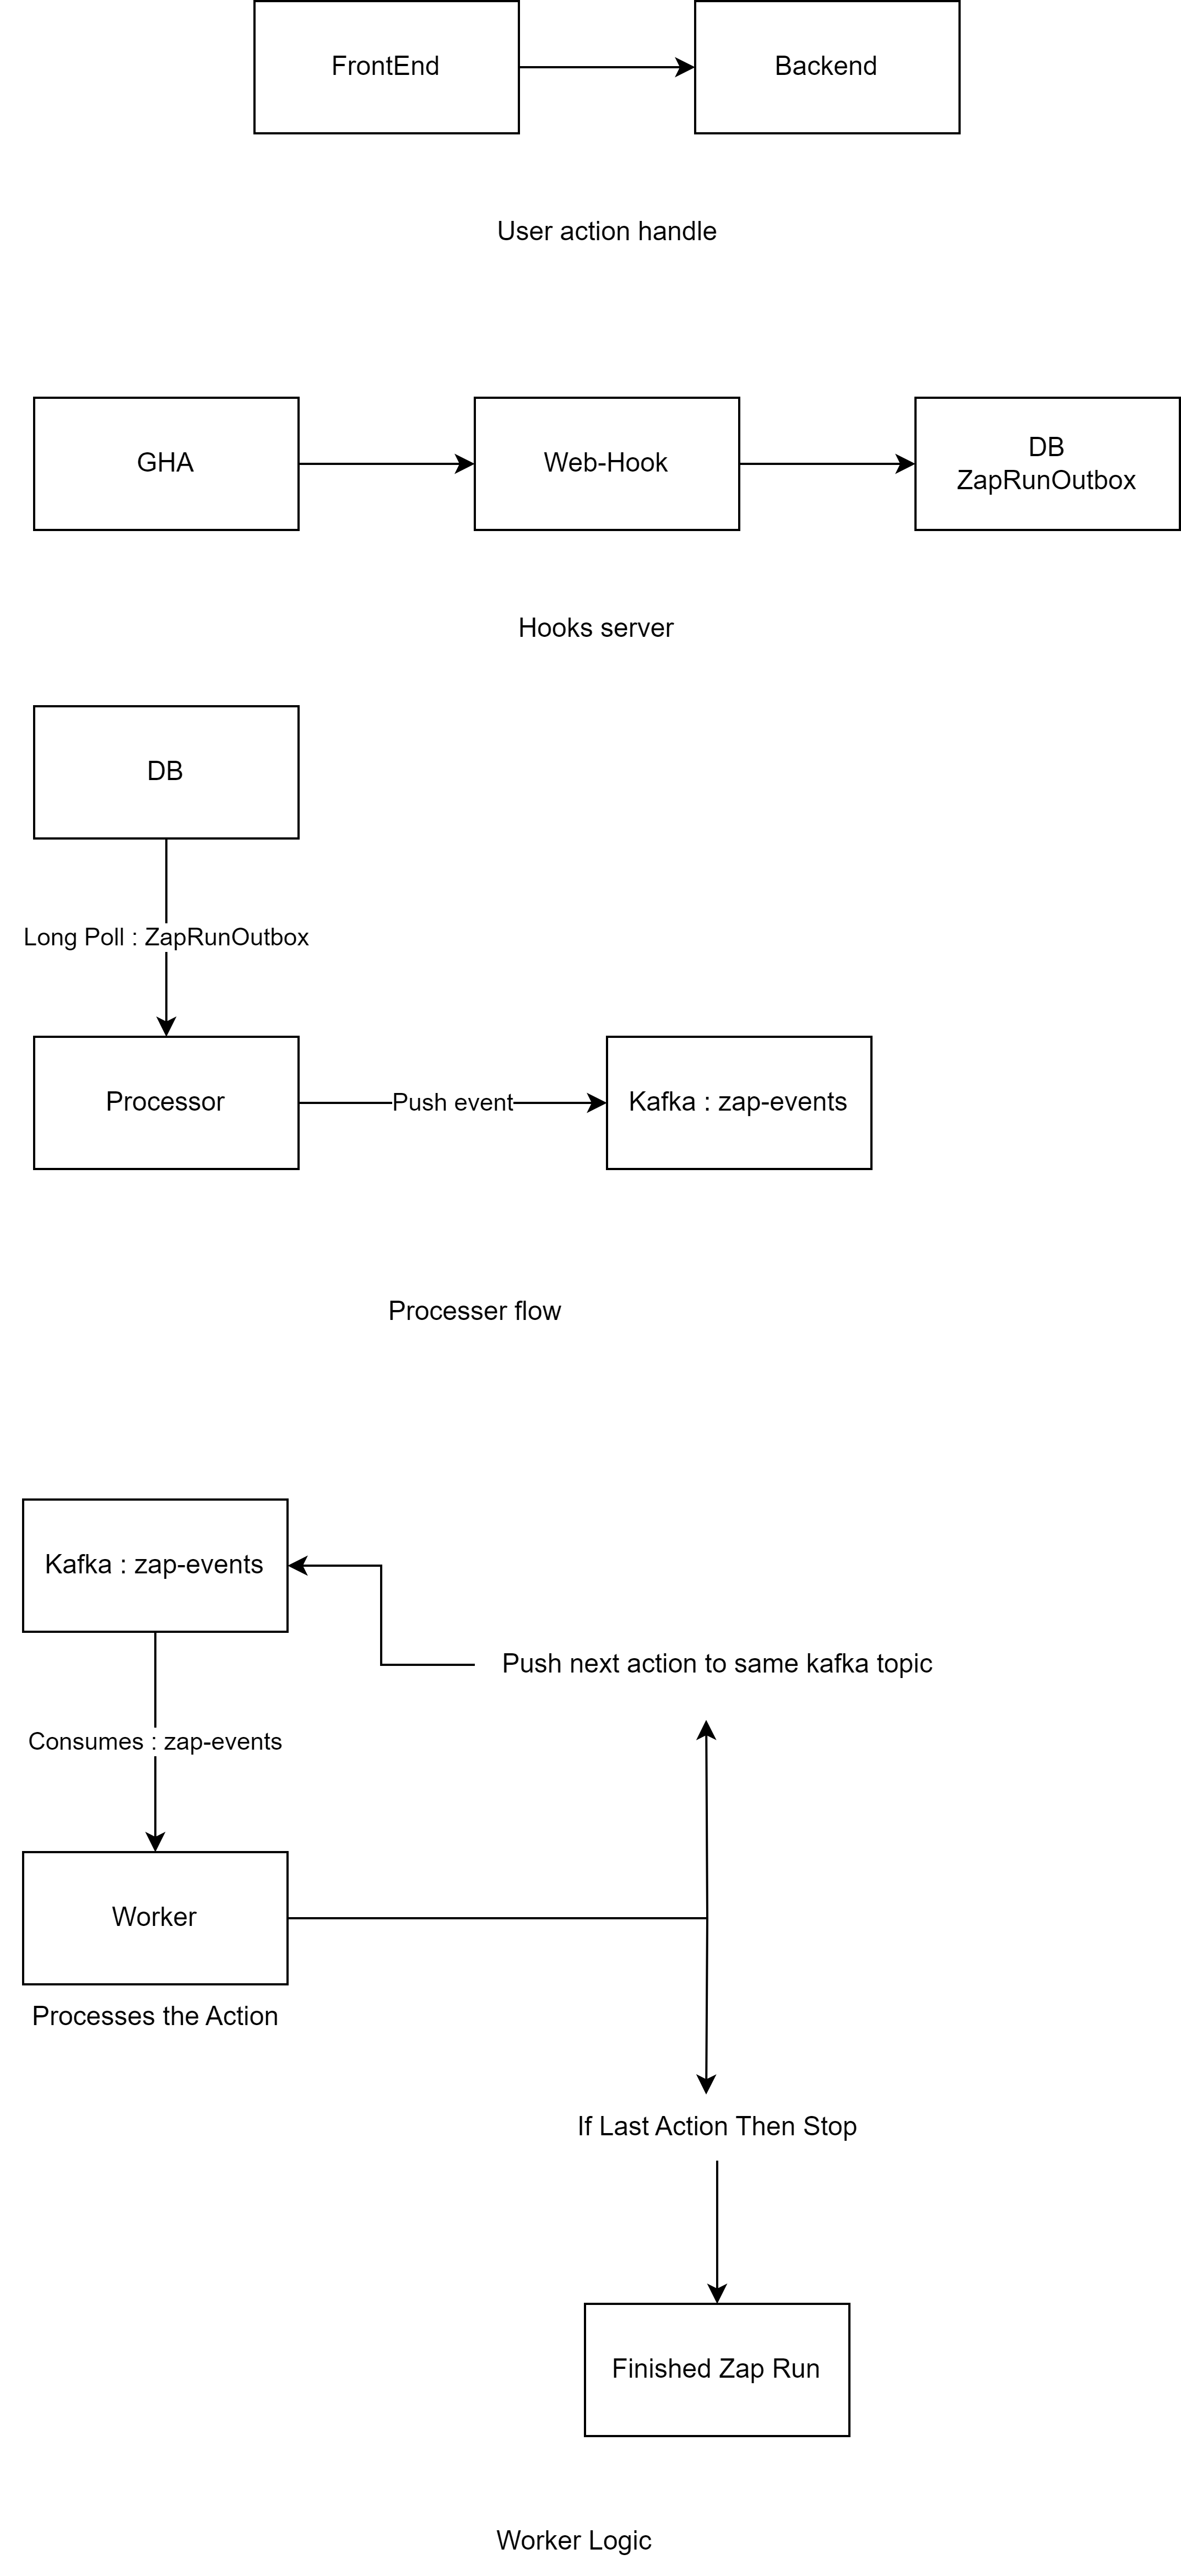 FrontEnd
Backend
User action handle
GHA
Web-Hook
DB
ZapRunOutbox
Hooks server
DB
Long Poll : ZapRunOutbox
Processor
Push event
Kafka : zap-events
Processer flow
Kafka : zap-events
Push next action to same kafka topic
Consumes : zap-events
Worker
Processes the Action
If Last Action Then Stop
Finished Zap Run
Worker Logic